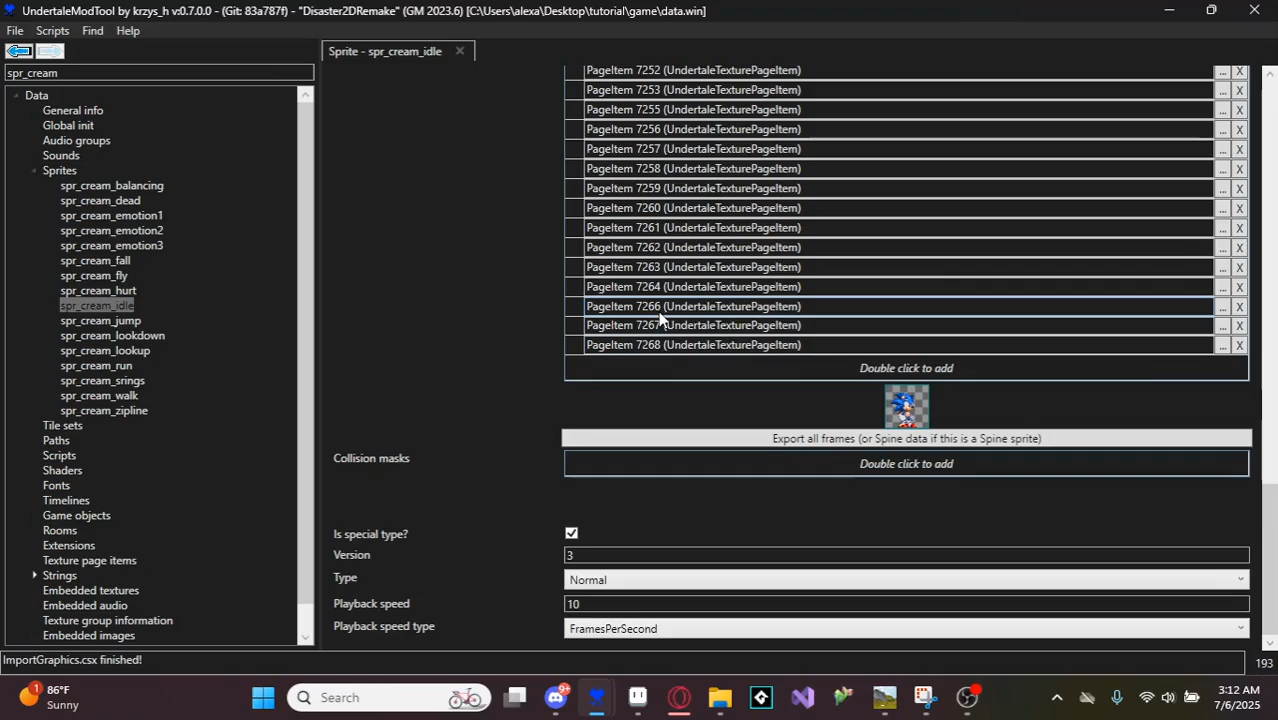 UndertaleModTool by krzys_h v:0.7.0.0 - (Git: 83a787f) - "Disaster2DRemake" (GM 2023.6) [C:\Users\alexa\Desktop\tutorial\game\data.win]
File Scripts Find Help
Sprite - spr_cream_idle
spr_cream
Data
General info
Global init
Audio groups
Sounds
Sprites
spr_cream_balancing
spr_cream_dead
spr_cream_emotion1
spr_cream_emotion2
spr_cream_emotion3
spr_cream_fall
spr_cream_fly
spr_cream_hurt
spr_cream_idle
spr_cream_jump
spr_cream_lookdown
spr_cream_lookup
spr_cream_run
spr_cream_srings
spr_cream_walk
spr_cream_zipline
Tile sets
Paths
Scripts
Shaders
Fonts
Timelines
Game objects
Rooms
Extensions
Texture page items
Strings
Embedded textures
Embedded audio
Texture group information
Embedded images
PageItem 7252 (UndertaleTexturePageItem) ... X
PageItem 7253 (UndertaleTexturePageItem) ... X
PageItem 7255 (UndertaleTexturePageItem) ... X
PageItem 7256 (UndertaleTexturePageItem) ... X
PageItem 7257 (UndertaleTexturePageItem) ... X
PageItem 7258 (UndertaleTexturePageItem) ... X
PageItem 7259 (UndertaleTexturePageItem) ... X
PageItem 7260 (UndertaleTexturePageItem) ... X
PageItem 7261 (UndertaleTexturePageItem) ... X
PageItem 7262 (UndertaleTexturePageItem) ... X
PageItem 7263 (UndertaleTexturePageItem) ... X
PageItem 7264 (UndertaleTexturePageItem) ... X
PageItem 7266 (UndertaleTexturePageItem) ... X
PageItem 7267 (UndertaleTexturePageItem) ... X
PageItem 7268 (UndertaleTexturePageItem) ... X
Double click to add
Export all frames (or Spine data if this is a Spine sprite)
Collision masks
Double click to add
Is special type?
Version 3
Type Normal
Playback speed 10
Playback speed type FramesPerSecond
ImportGraphics.csx finished!
193
1
86°F
Sunny
Search
9+
3:12 AM
7/6/2025